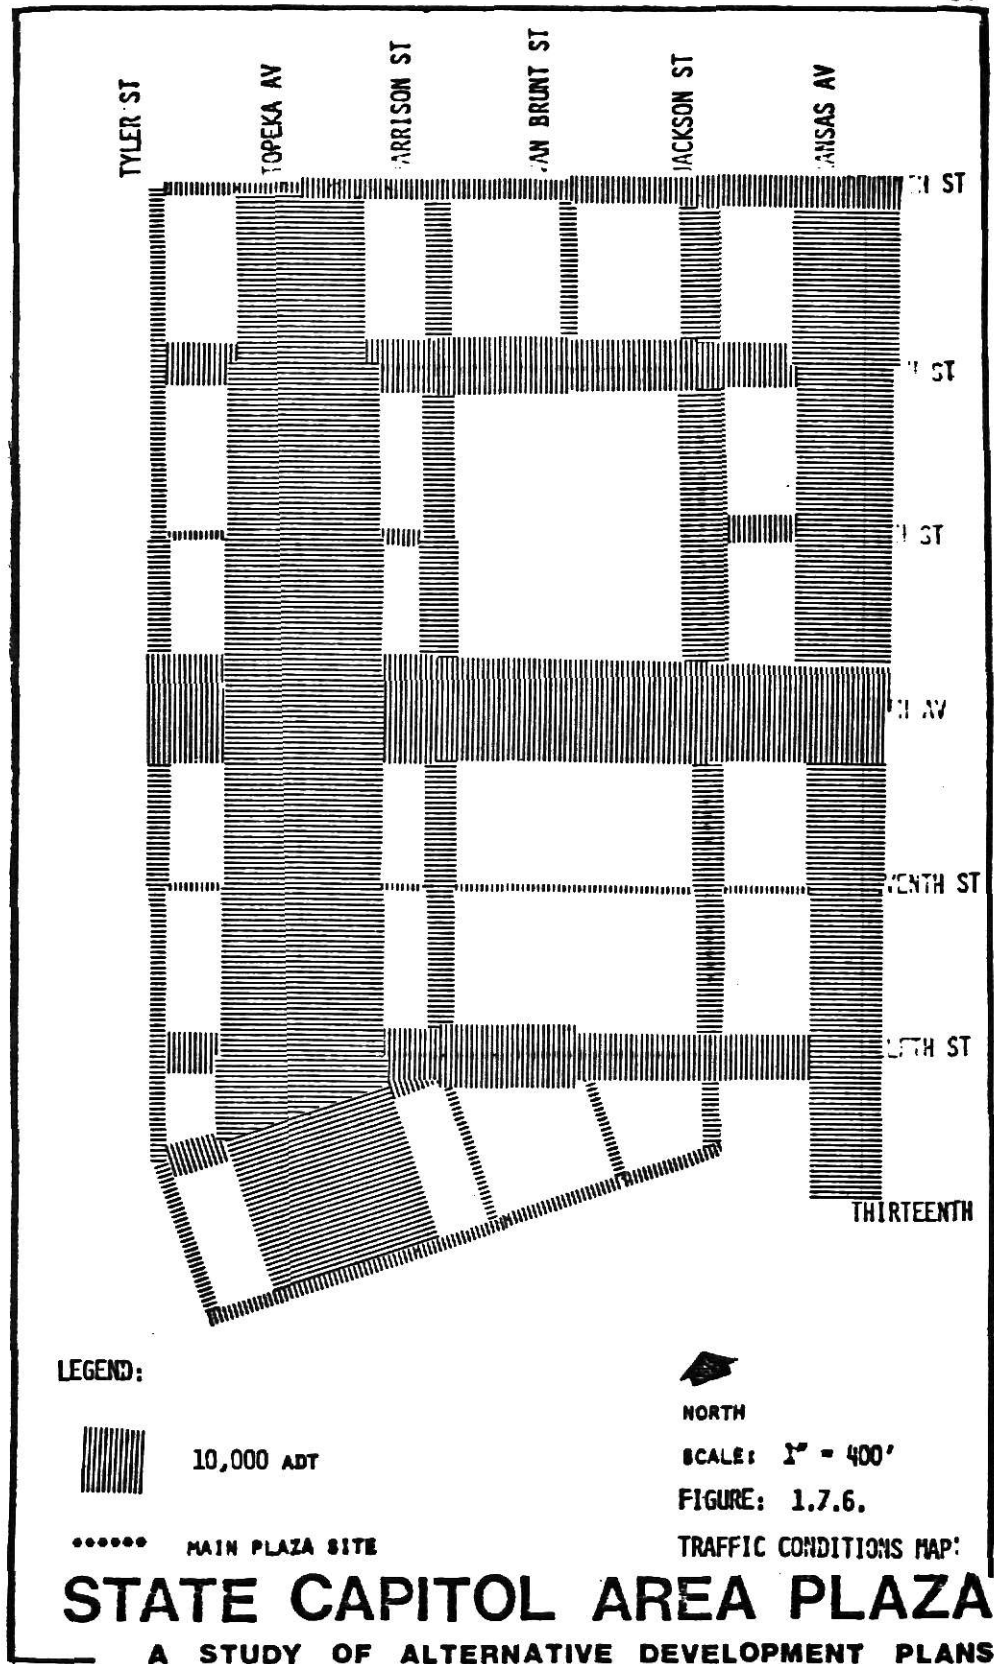 TYLER ST
TOPEKA AV
ARRISON ST
AN BRUNT ST
JACKSON ST
ANSAS AV
H ST
H ST
H ST
H AV
VENTH ST
LFTH ST
THIRTEENTH
LEGEND:
10,000 ADT
MAIN PLAZA SITE
NORTH
SCALE: 1" = 400'
FIGURE: 1.7.6.
TRAFFIC CONDITIONS MAP:
STATE CAPITOL AREA PLAZA
A STUDY OF ALTERNATIVE DEVELOPMENT PLANS